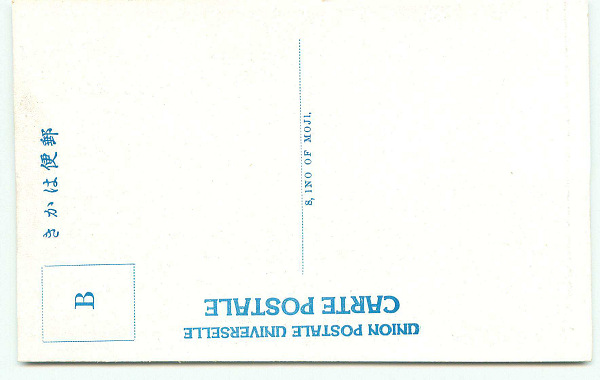 UNION POSTALE UNIVERSELLE
CARTE POSTALE
郵便はかき
B
S, INO OF MOJI.